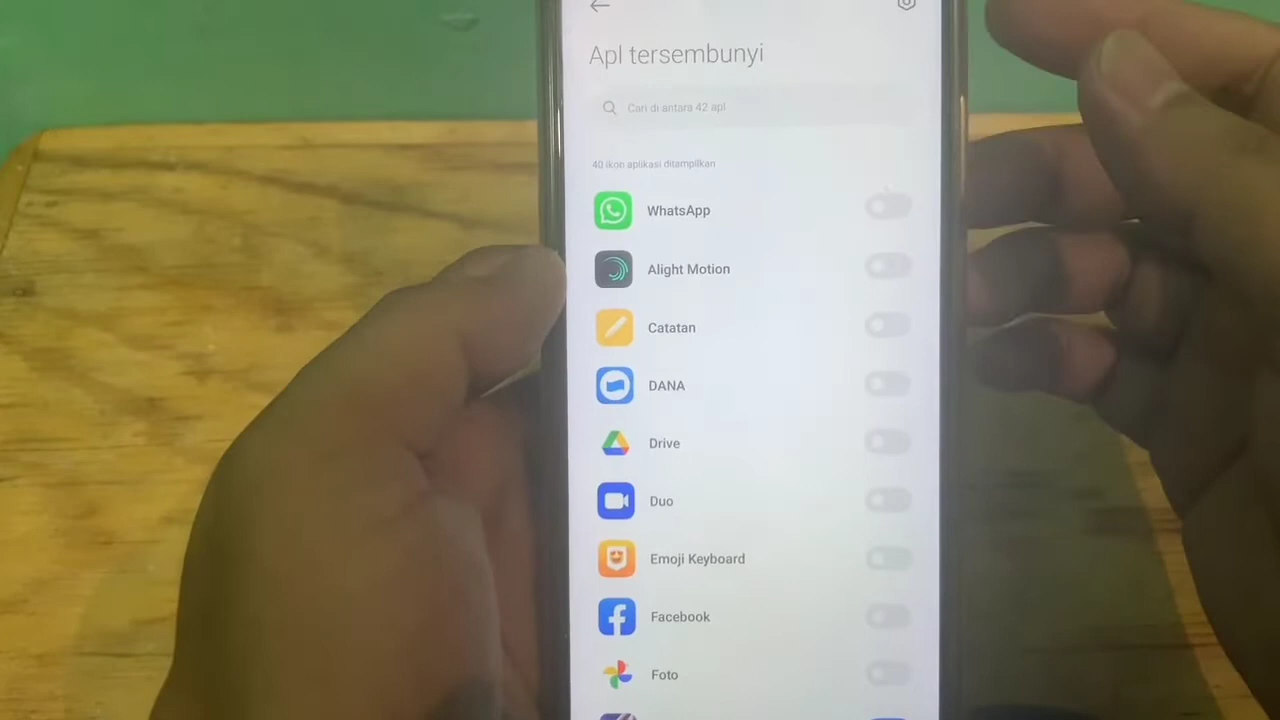 Apl tersembunyi
Cari di antara 42 apl
40 ikon aplikasi ditampilkan
WhatsApp
Alight Motion
Catatan
DANA
Drive
Duo
Emoji Keyboard
Facebook
Foto